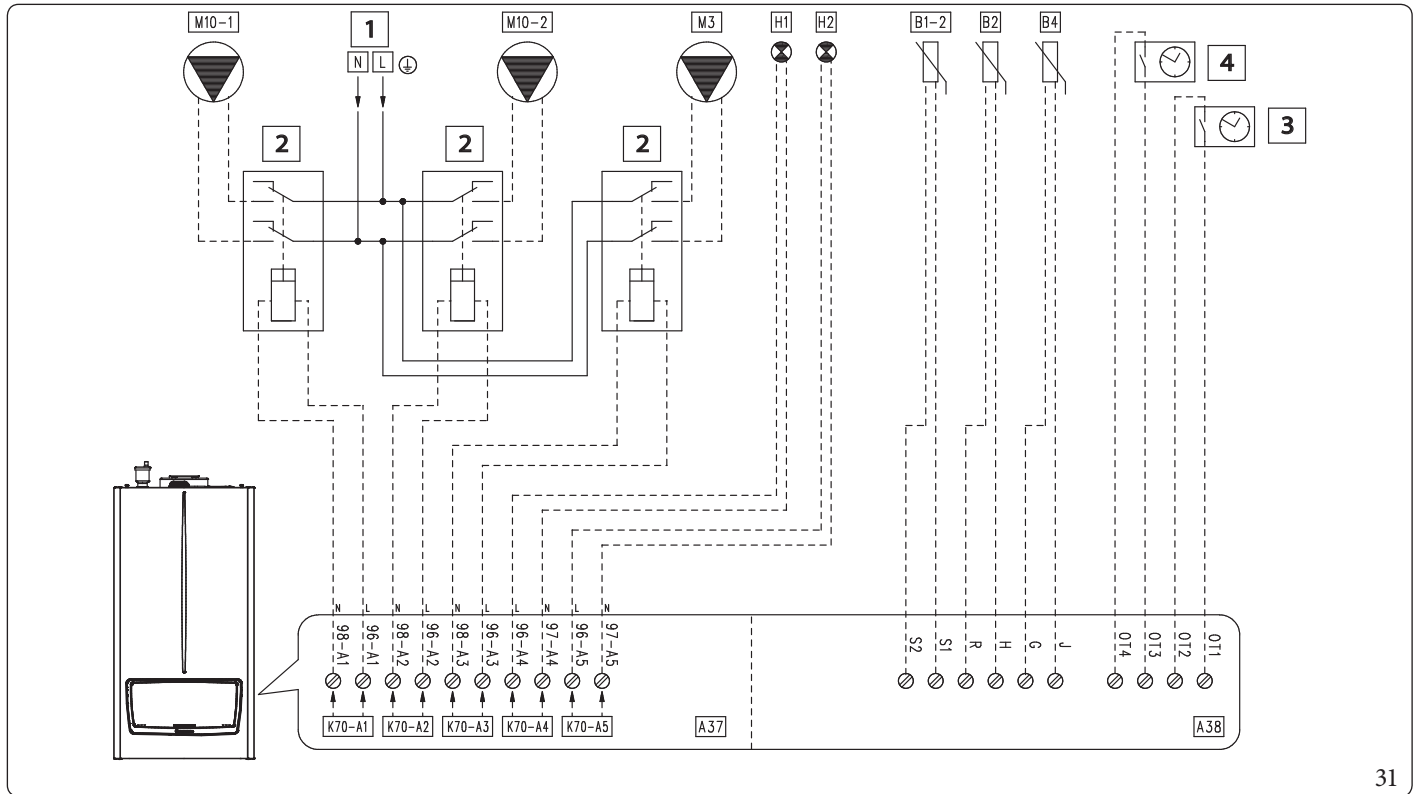 M10-1
1
M10-2
M3
H1
H2
B1-2
B2
B4
N
L
4
3
2
2
2
N
L
N
L
N
L
L
N
L
N
98-A1
96-A1
98-A2
96-A2
98-A3
96-A3
96-A4
97-A4
96-A5
97-A5
S2
S1
R
H
G
J
OT4
OT3
OT2
OT1
K70-A1
K70-A2
K70-A3
K70-A4
K70-A5
A37
A38
31